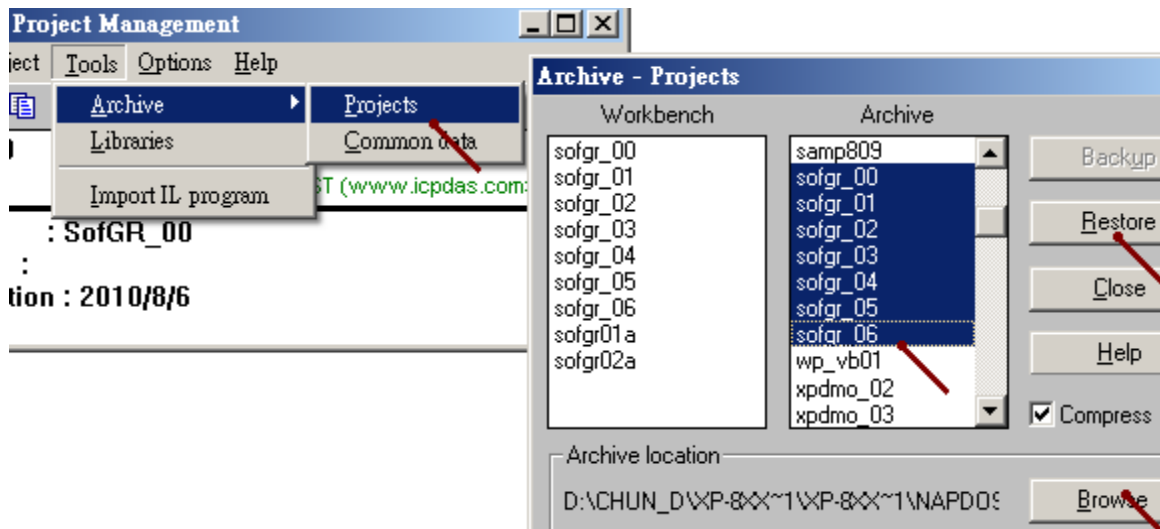 Project Management
ject Tools Options Help
Archive
Libraries
Import IL program
Projects
Common data
ST (www.icpdas.com
: SofGR_00
:
tion : 2010/8/6
Archive - Projects
Workbench
sofgr_00
sofgr_01
sofgr_02
sofgr_03
sofgr_04
sofgr_05
sofgr_06
sofgr01a
sofgr02a
Archive
samp809
sofgr_00
sofgr_01
sofgr_02
sofgr_03
sofgr_04
sofgr_05
sofgr_06
wp_vb01
xpdmo_02
xpdmo_03
Backup
Restore
Close
Help
Compress
Archive location
D:\CHUN_D\XP-8XX~1\XP-8XX~1\NAPDOS
Browse